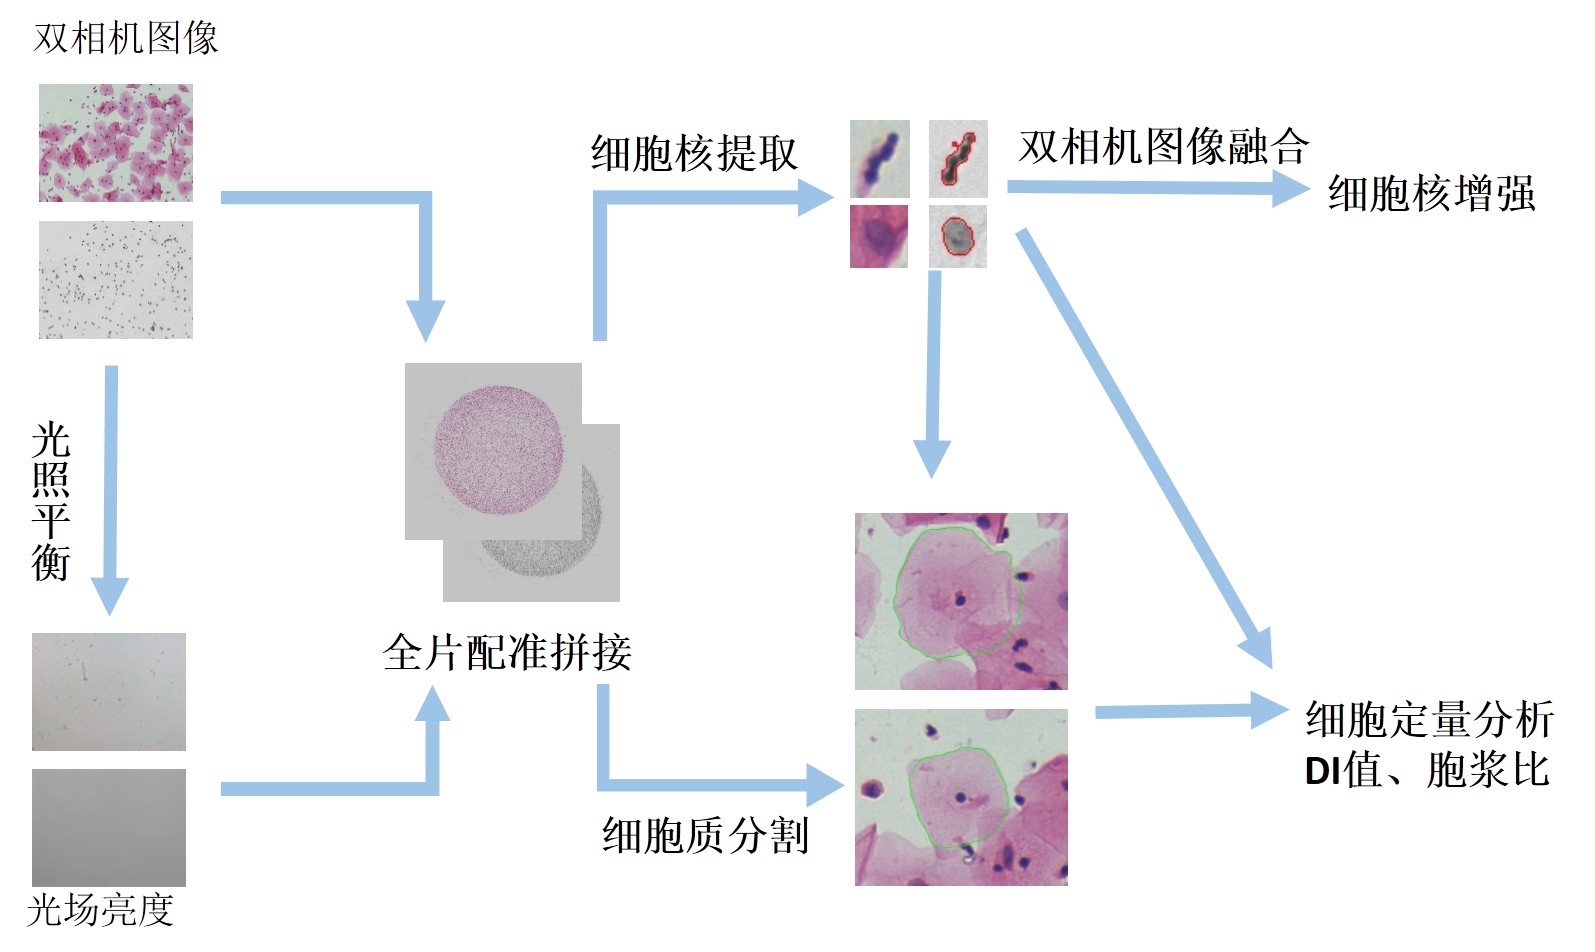 双相机图像
光照平衡
光场亮度
全片配准拼接
细胞核提取
细胞质分割
双相机图像融合
细胞核增强
细胞定量分析
DI值、胞浆比